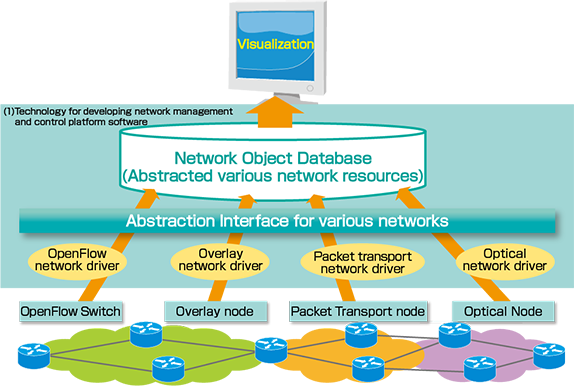 Visualization
(1)Technology for developing network management
and control platform software
Network Object Database
(Abstracted various network resources)
Abstraction Interface for various networks
OpenFlow
network driver
Overlay
network driver
Packet transport
network driver
Optical
network driver
OpenFlow Switch
Overlay node
Packet Transport node
Optical Node